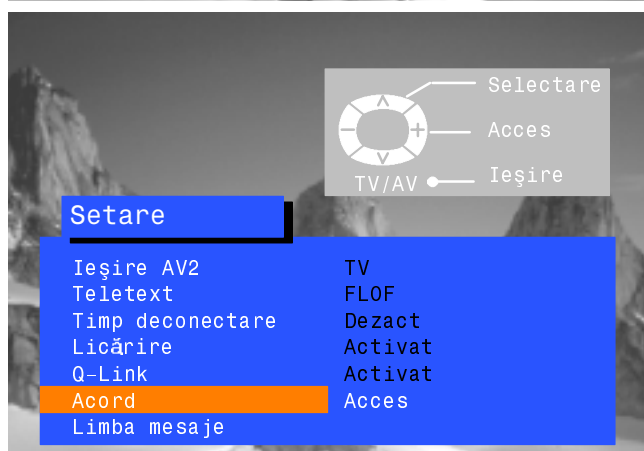 Selectare
Acces
TV/AV Ieşire
Setare
Ieşire AV2 TV
Teletext FLOF
Timp deconectare Dezact
Licărire Activat
Q-Link Activat
Acord Acces
Limba mesaje